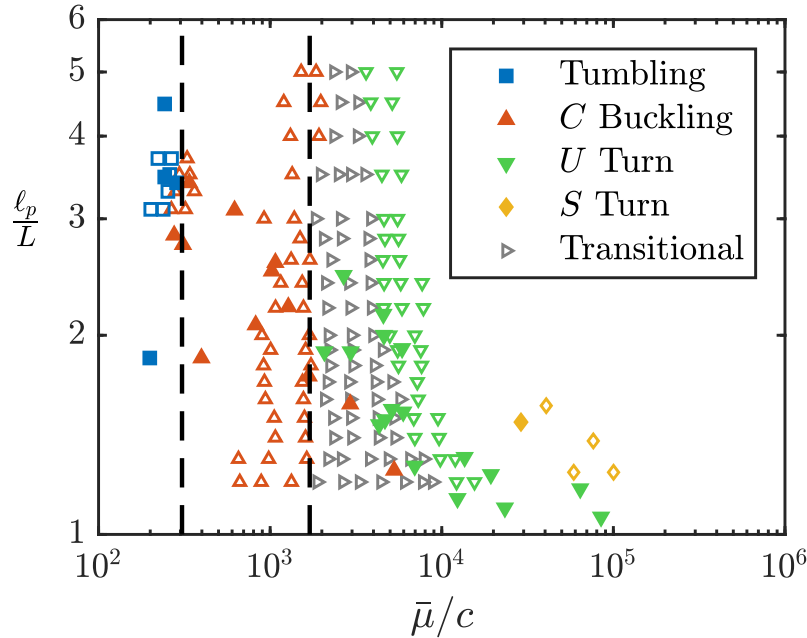 6
5
4
3
2
1
ℓ_p/L
10^2
10^3
10^4
10^5
10^6
μ̄/c
Tumbling
C Buckling
U Turn
S Turn
Transitional